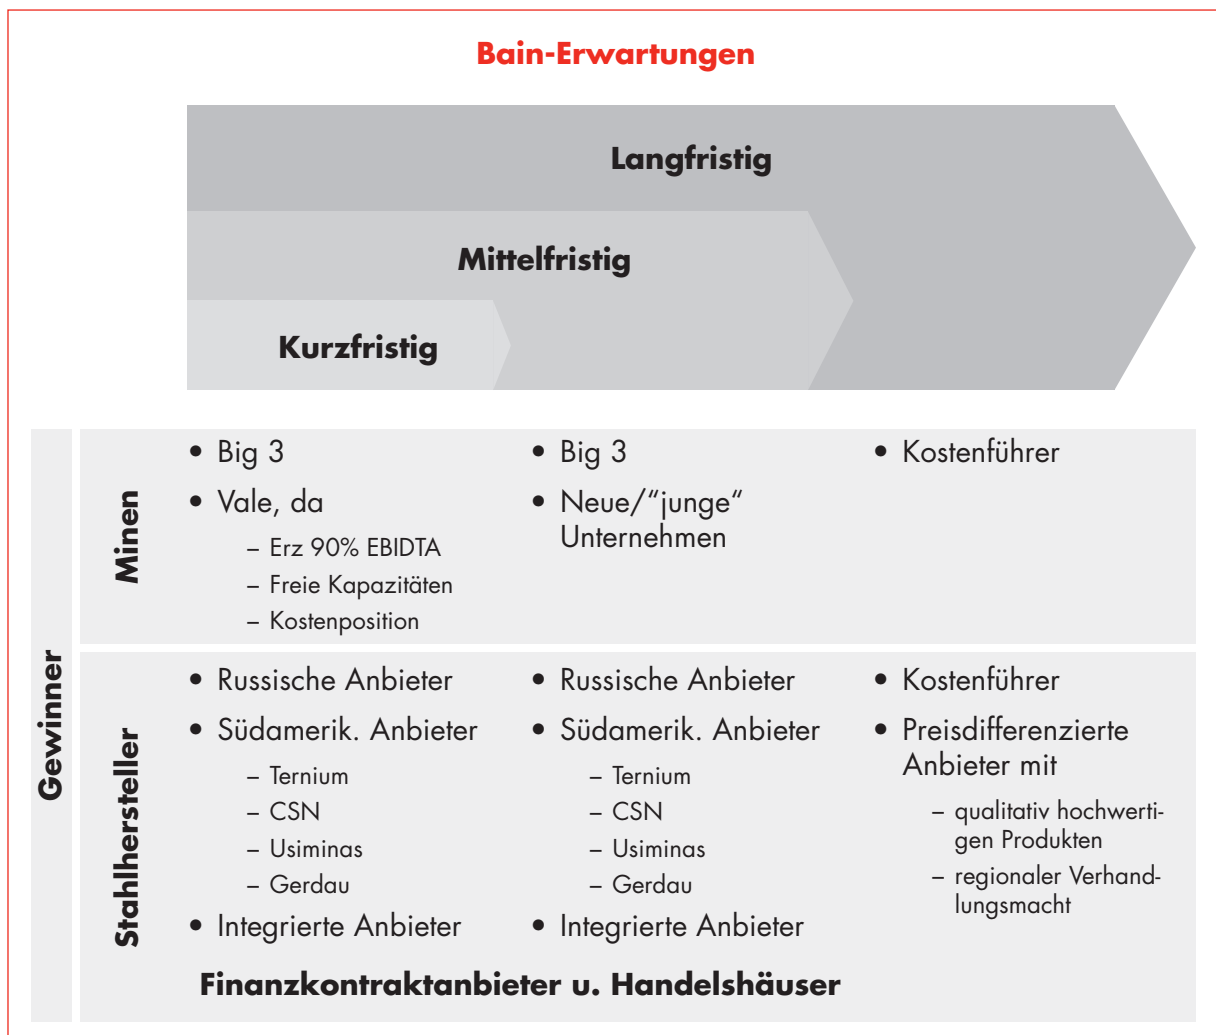 Bain-Erwartungen
Langfristig
Mittelfristig
Kurzfristig
Gewinner
Minen
• Big 3
• Vale, da
– Erz 90% EBIDTA
– Freie Kapazitäten
– Kostenposition
• Big 3
• Neue/“junge“
Unternehmen
• Kostenführer
Stahlhersteller
• Russische Anbieter
• Südamerik. Anbieter
– Ternium
– CSN
– Usiminas
– Gerdau
• Integrierte Anbieter
• Russische Anbieter
• Südamerik. Anbieter
– Ternium
– CSN
– Usiminas
– Gerdau
• Integrierte Anbieter
• Kostenführer
• Preisdifferenzierte
Anbieter mit
– qualitativ hochwerti-
gen Produkten
– regionaler Verhand-
lungsmacht
Finanzkontraktanbieter u. Handelshäuser